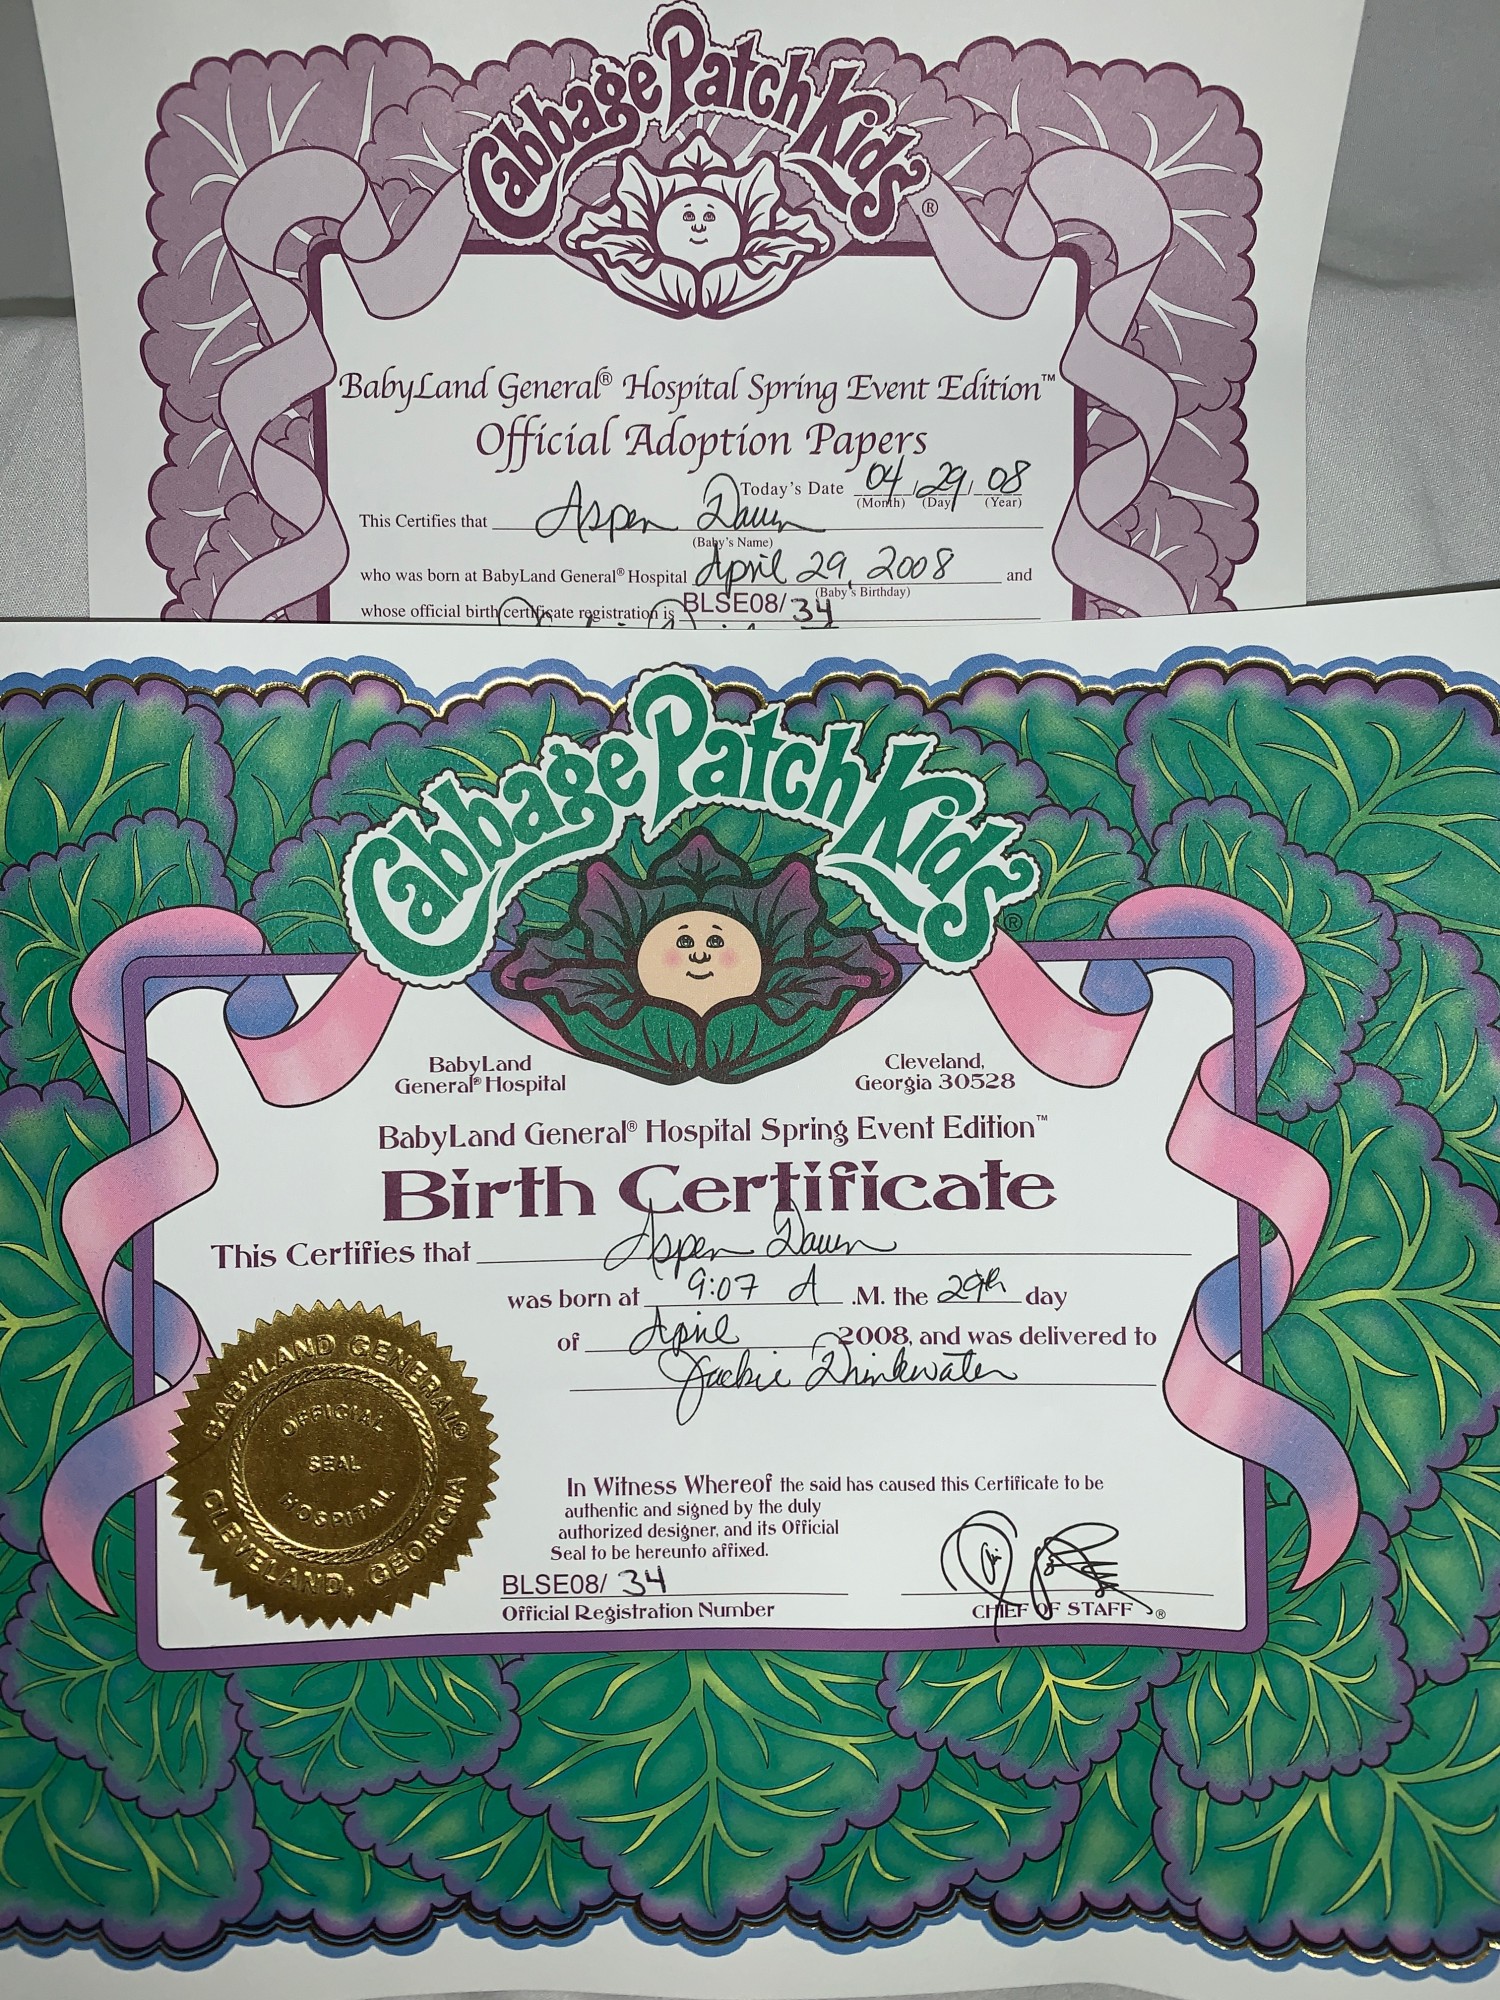 Cabbage Patch Kids®
BabyLand General® Hospital Spring Event Edition™
Official Adoption Papers
Today's Date 04, 29, 08
(Month) (Day) (Year)
This Certifies that Aspen Dawn
(Baby's Name)
who was born at BabyLand General® Hospital April 29, 2008 and
(Baby's Birthday)
whose official birth certificate registration is BLSE08/ 34
Cabbage Patch Kids®
BabyLand
General® Hospital
Cleveland,
Georgia 30528
BabyLand General® Hospital Spring Event Edition™
Birth Certificate
This Certifies that Aspen Dawn
was born at 9:07 A .M. the 29th day
of April 2008, and was delivered to
Jackie Drinkwater
In Witness Whereof the said has caused this Certificate to be
authentic and signed by the duly
authorized designer, and its Official
Seal to be hereunto affixed.
BLSE08/ 34
Official Registration Number
CHIEF OF STAFF®
BABYLAND GENERAL®
OFFICIAL
SEAL
HOSPITAL
CLEVELAND, GEORGIA